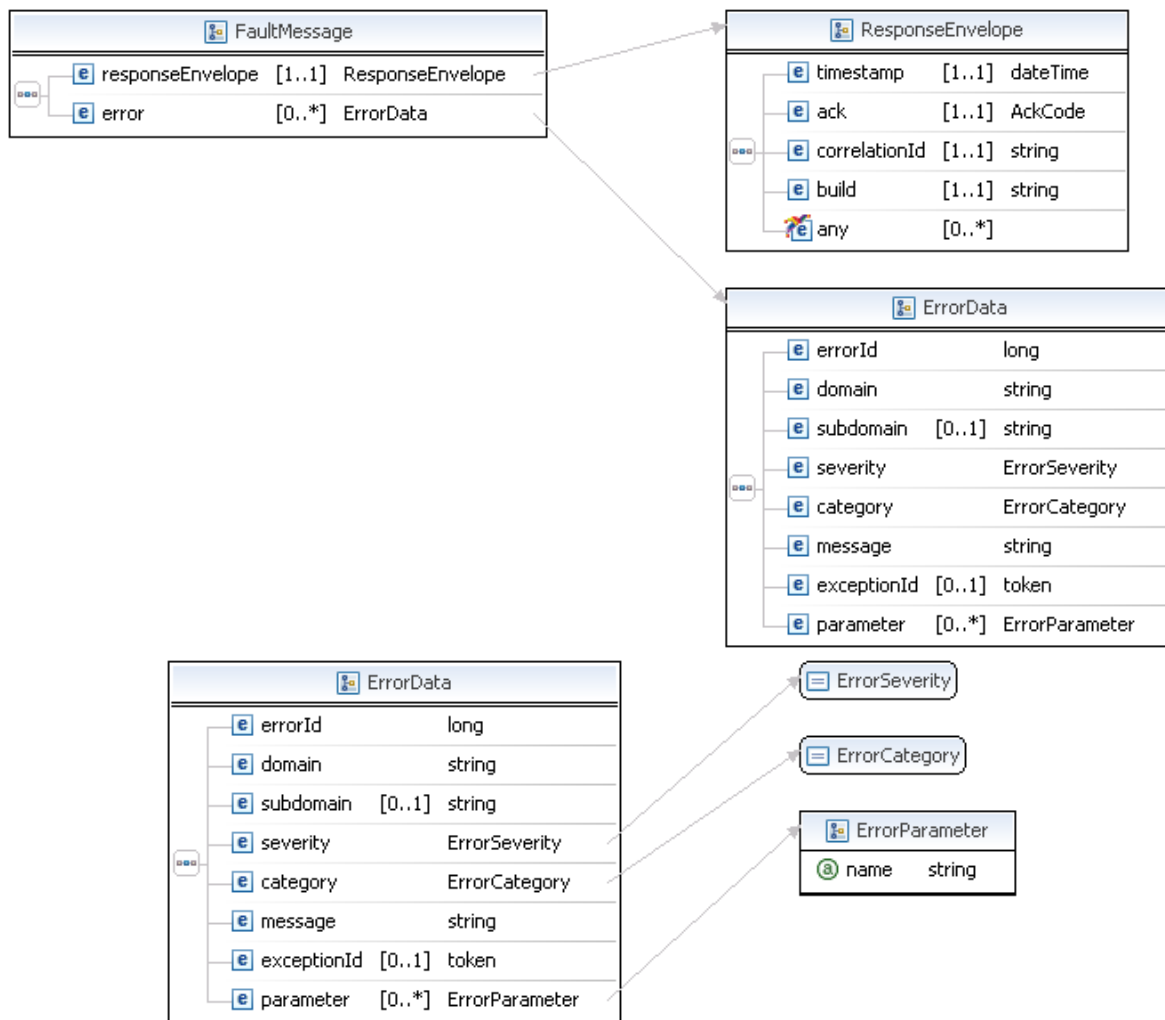 FaultMessage
e responseEnvelope [1..1] ResponseEnvelope
e error [0..*] ErrorData
ResponseEnvelope
e timestamp [1..1] dateTime
e ack [1..1] AckCode
e correlationId [1..1] string
e build [1..1] string
e any [0..*]
ErrorData
e errorId long
e domain string
e subdomain [0..1] string
e severity ErrorSeverity
e category ErrorCategory
e message string
e exceptionId [0..1] token
e parameter [0..*] ErrorParameter
ErrorData
e errorId long
e domain string
e subdomain [0..1] string
e severity ErrorSeverity
e category ErrorCategory
e message string
e exceptionId [0..1] token
e parameter [0..*] ErrorParameter
ErrorSeverity
ErrorCategory
ErrorParameter
a name string